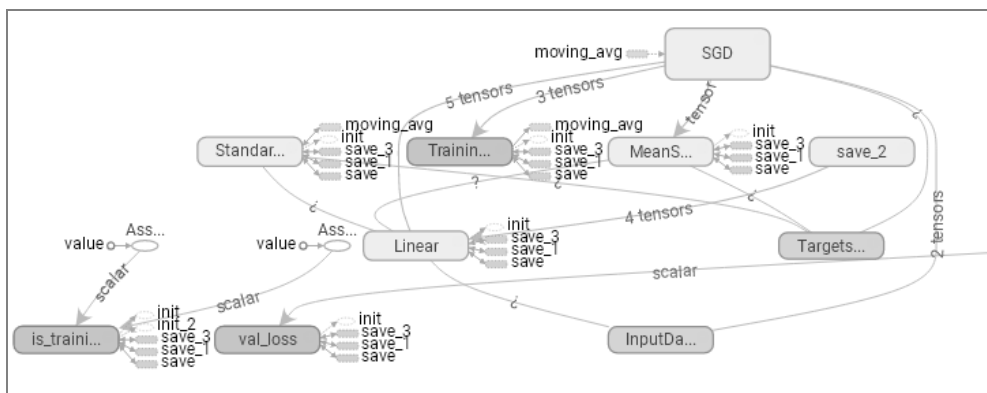 moving_avg
SGD
5 tensors
3 tensors
tensor
?
Standar...
moving_avg
init
save_3
save_1
save
Trainin...
moving_avg
init
save_3
save_1
save
MeanS...
init
save_3
save_1
save
save_2
?
?
?
?
4 tensors
2 tensors
value
Ass...
value
Ass...
Linear
init
save_3
save_1
save
Targets...
scalar
scalar
scalar
?
is_traini...
init
init_2
save_3
save_1
save
val_loss
init
save_3
save_1
save
InputDa...